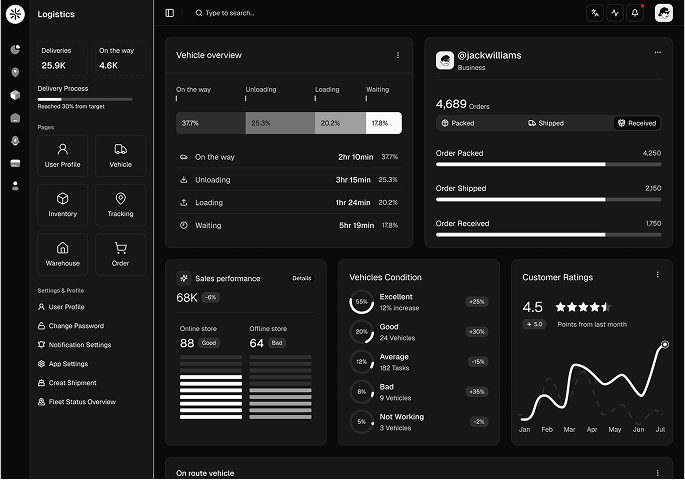 Logistics
Type to search...
Deliveries
25.9K
On the way
4.6K
Delivery Process
Reached 30% from target
Pages
User Profile
Vehicle
Inventory
Tracking
Warehouse
Order
Settings & Profile
User Profile
Change Password
Notification Settings
App Settings
Creat Shipment
Fleet Status Overview
Vehicle overview
On the way
Unloading
Loading
Waiting
37.7%
25.3%
20.2%
17.8%
On the way 2hr 10min 37.7%
Unloading 3hr 15min 25.3%
Loading 1hr 24min 20.2%
Waiting 5hr 19min 17.8%
@jackwilliams
Business
4,689 Orders
Packed
Shipped
Received
Order Packed 4,250
Order Shipped 2,150
Order Received 1,750
Sales performance
Details
68K -6%
Online store
88 Good
Offline store
64 Bad
Vehicles Condition
55% Excellent +25%
12% increase
20% Good +30%
24 Vehicles
12% Average -15%
182 Tasks
8% Bad +35%
9 Vehicles
5% Not Working -2%
3 Vehicles
Customer Ratings
4.5
+ 5.0 Points from last month
Jan Feb Mar Apr May Jun Jul
On route vehicle